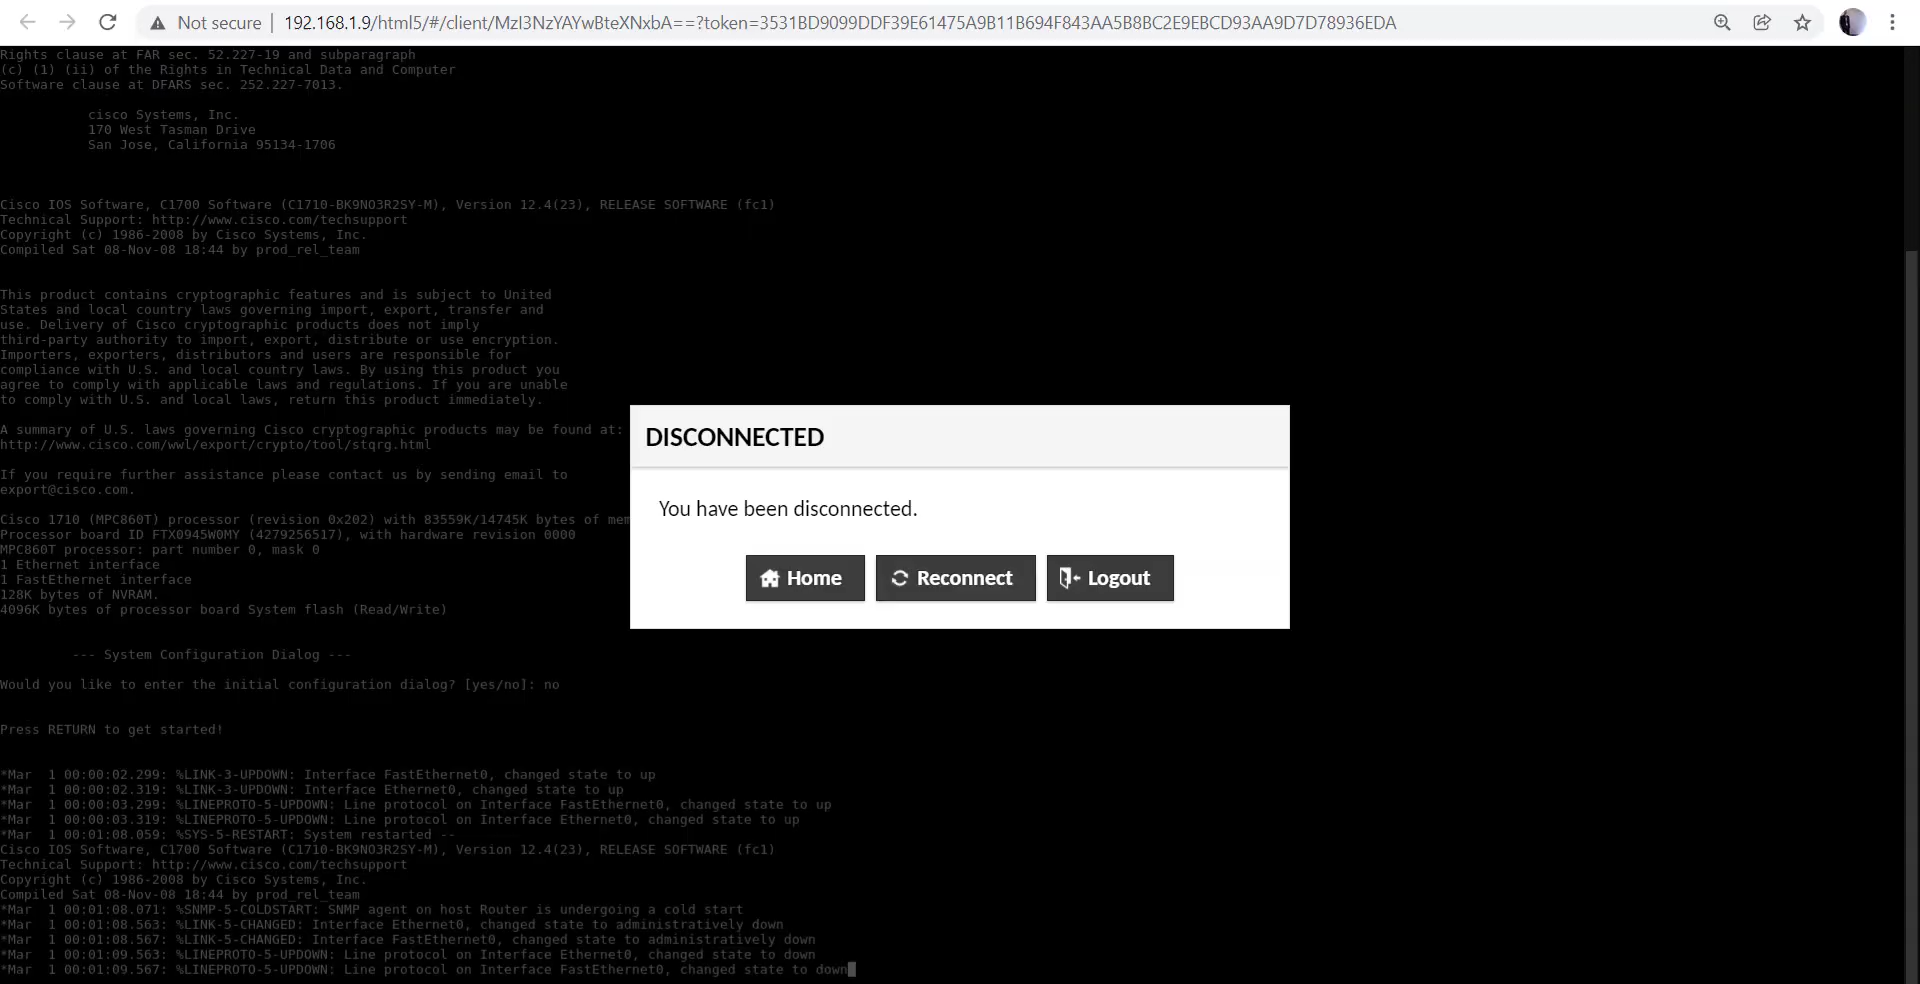 Not secure
192.168.1.9/html5/#/client/MzI3NzYAYwBteXNxbA==?token=3531BD9099DDF39E61475A9B11B694F843AA5B8BC2E9EBCD93AA9D7D78936EDA
Rights clause at FAR sec. 52.227-19 and subparagraph
(c) (1) (ii) of the Rights in Technical Data and Computer
Software clause at DFARS sec. 252.227-7013.
cisco Systems, Inc.
170 West Tasman Drive
San Jose, California 95134-1706
Cisco IOS Software, C1700 Software (C1710-BK9NO3R2SY-M), Version 12.4(23), RELEASE SOFTWARE (fc1)
Technical Support: http://www.cisco.com/techsupport
Copyright (c) 1986-2008 by Cisco Systems, Inc.
Compiled Sat 08-Nov-08 18:44 by prod_rel_team
This product contains cryptographic features and is subject to United
States and local country laws governing import, export, transfer and
use. Delivery of Cisco cryptographic products does not imply
third-party authority to import, export, distribute or use encryption.
Importers, exporters, distributors and users are responsible for
compliance with U.S. and local country laws. By using this product you
agree to comply with applicable laws and regulations. If you are unable
to comply with U.S. and local laws, return this product immediately.
A summary of U.S. laws governing Cisco cryptographic products may be found at:
http://www.cisco.com/wwl/export/crypto/tool/stqrg.html
If you require further assistance please contact us by sending email to
export@cisco.com.
Cisco 1710 (MPC860T) processor (revision 0x202) with 83559K/14745K bytes of mem
Processor board ID FTX0945W0MY (4279256517), with hardware revision 0000
MPC860T processor: part number 0, mask 0
1 Ethernet interface
1 FastEthernet interface
128K bytes of NVRAM.
4096K bytes of processor board System flash (Read/Write)
--- System Configuration Dialog ---
Would you like to enter the initial configuration dialog? [yes/no]: no
Press RETURN to get started!
*Mar  1 00:00:02.299: %LINK-3-UPDOWN: Interface FastEthernet0, changed state to up
*Mar  1 00:00:02.319: %LINK-3-UPDOWN: Interface Ethernet0, changed state to up
*Mar  1 00:00:03.299: %LINEPROTO-5-UPDOWN: Line protocol on Interface FastEthernet0, changed state to up
*Mar  1 00:00:03.319: %LINEPROTO-5-UPDOWN: Line protocol on Interface Ethernet0, changed state to up
*Mar  1 00:01:08.059: %SYS-5-RESTART: System restarted --
Cisco IOS Software, C1700 Software (C1710-BK9NO3R2SY-M), Version 12.4(23), RELEASE SOFTWARE (fc1)
Technical Support: http://www.cisco.com/techsupport
Copyright (c) 1986-2008 by Cisco Systems, Inc.
Compiled Sat 08-Nov-08 18:44 by prod_rel_team
*Mar  1 00:01:08.071: %SNMP-5-COLDSTART: SNMP agent on host Router is undergoing a cold start
*Mar  1 00:01:08.563: %LINK-5-CHANGED: Interface Ethernet0, changed state to administratively down
*Mar  1 00:01:08.567: %LINK-5-CHANGED: Interface FastEthernet0, changed state to administratively down
*Mar  1 00:01:09.563: %LINEPROTO-5-UPDOWN: Line protocol on Interface Ethernet0, changed state to down
*Mar  1 00:01:09.567: %LINEPROTO-5-UPDOWN: Line protocol on Interface FastEthernet0, changed state to down
DISCONNECTED
You have been disconnected.
Home
Reconnect
Logout